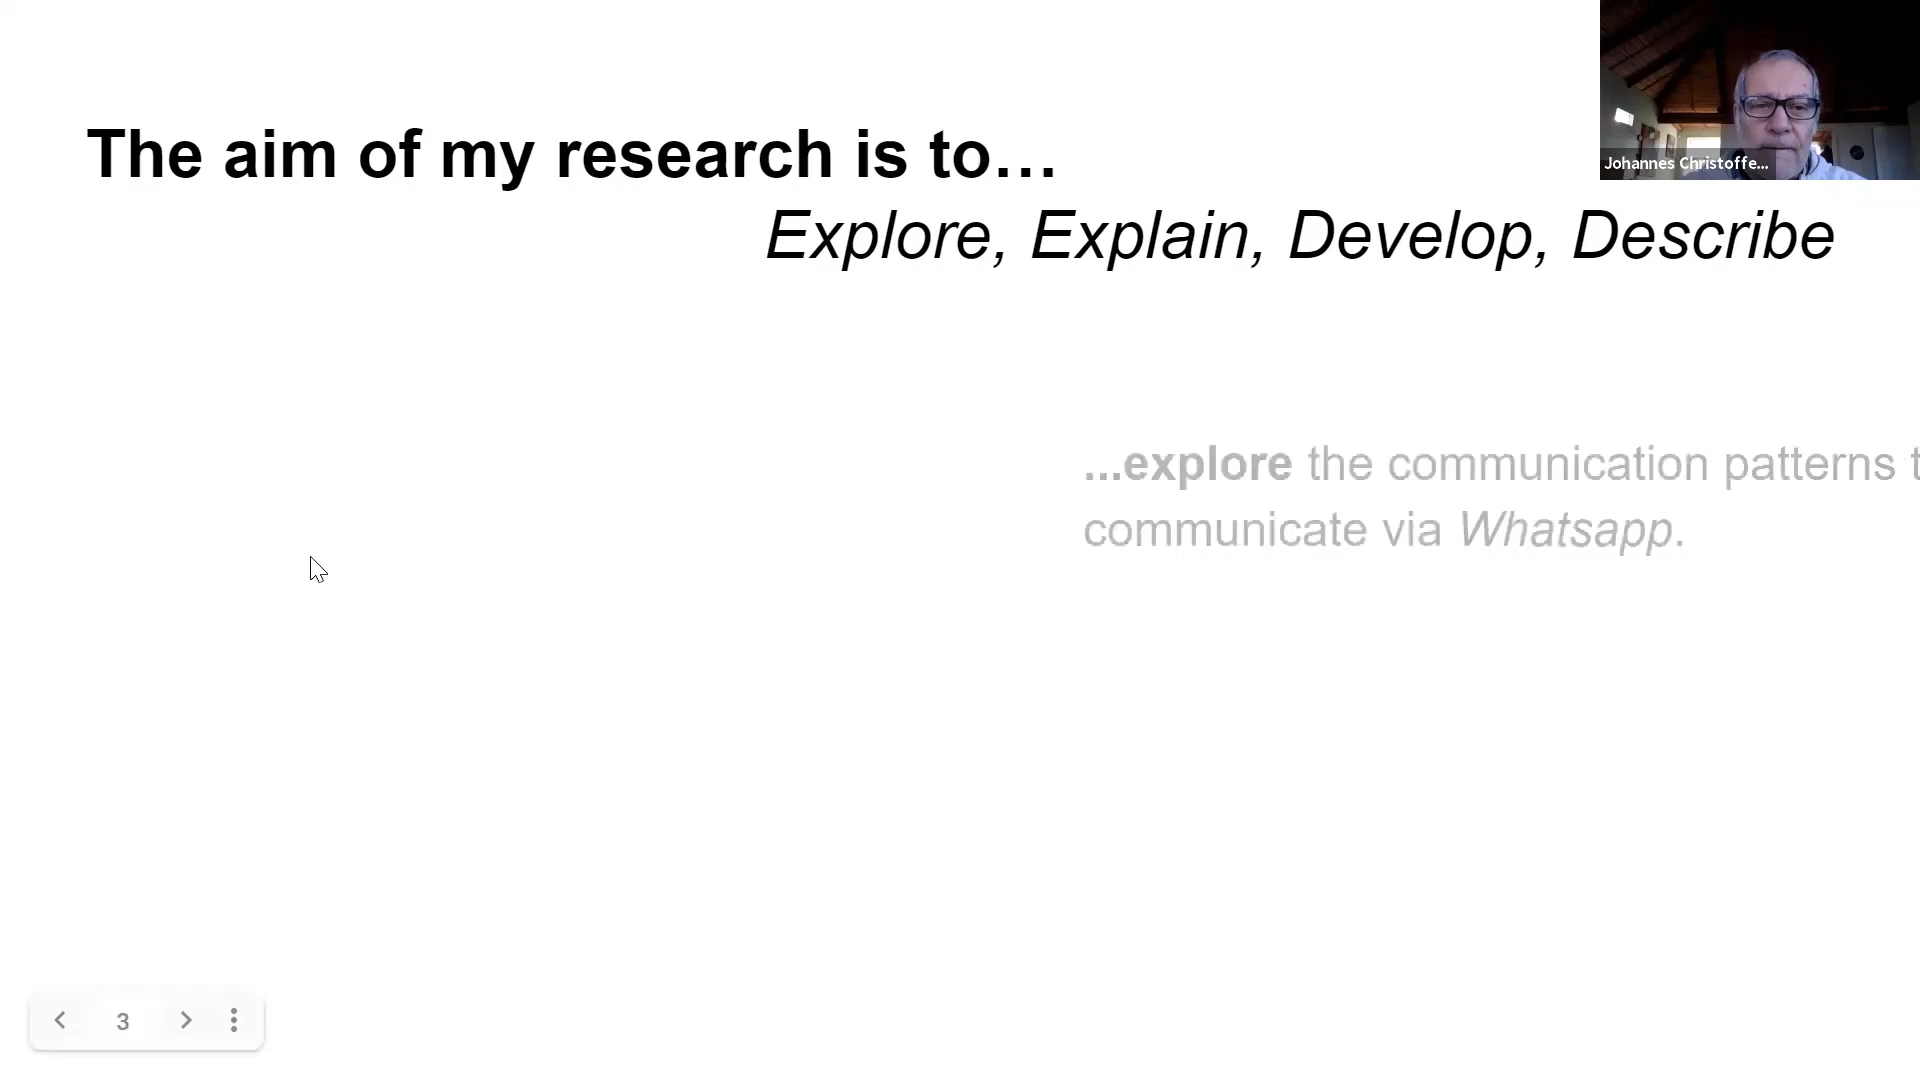 The aim of my research is to…
Explore, Explain, Develop, Describe
Johannes Christoffe...
...explore the communication patterns t
communicate via Whatsapp.
3